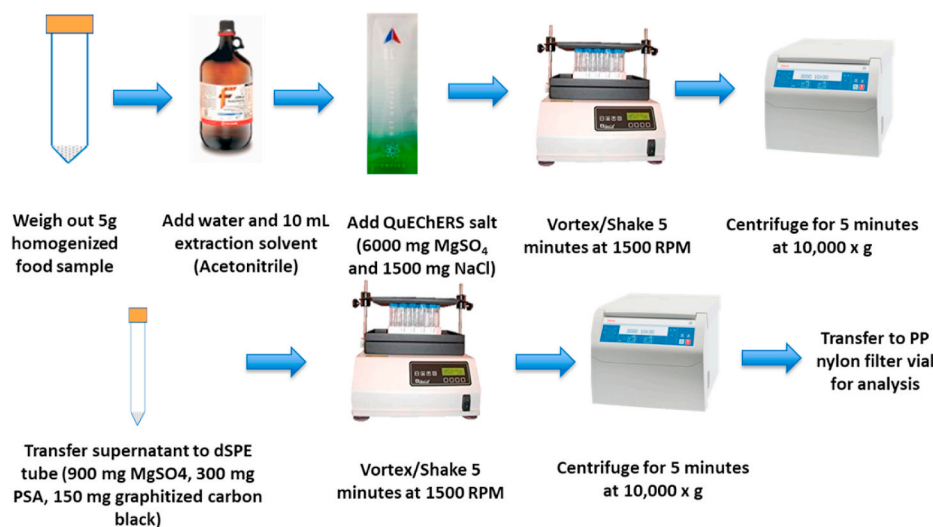 Weigh out 5g
homogenized
food sample
Add water and 10 mL
extraction solvent
(Acetonitrile)
Add QuEChERS salt
(6000 mg MgSO₄
and 1500 mg NaCl)
Vortex/Shake 5
minutes at 1500 RPM
Centrifuge for 5 minutes
at 10,000 x g
Transfer supernatant to dSPE
tube (900 mg MgSO4, 300 mg
PSA, 150 mg graphitized carbon
black)
Vortex/Shake 5
minutes at 1500 RPM
Centrifuge for 5 minutes
at 10,000 x g
Transfer to PP
nylon filter vial
for analysis